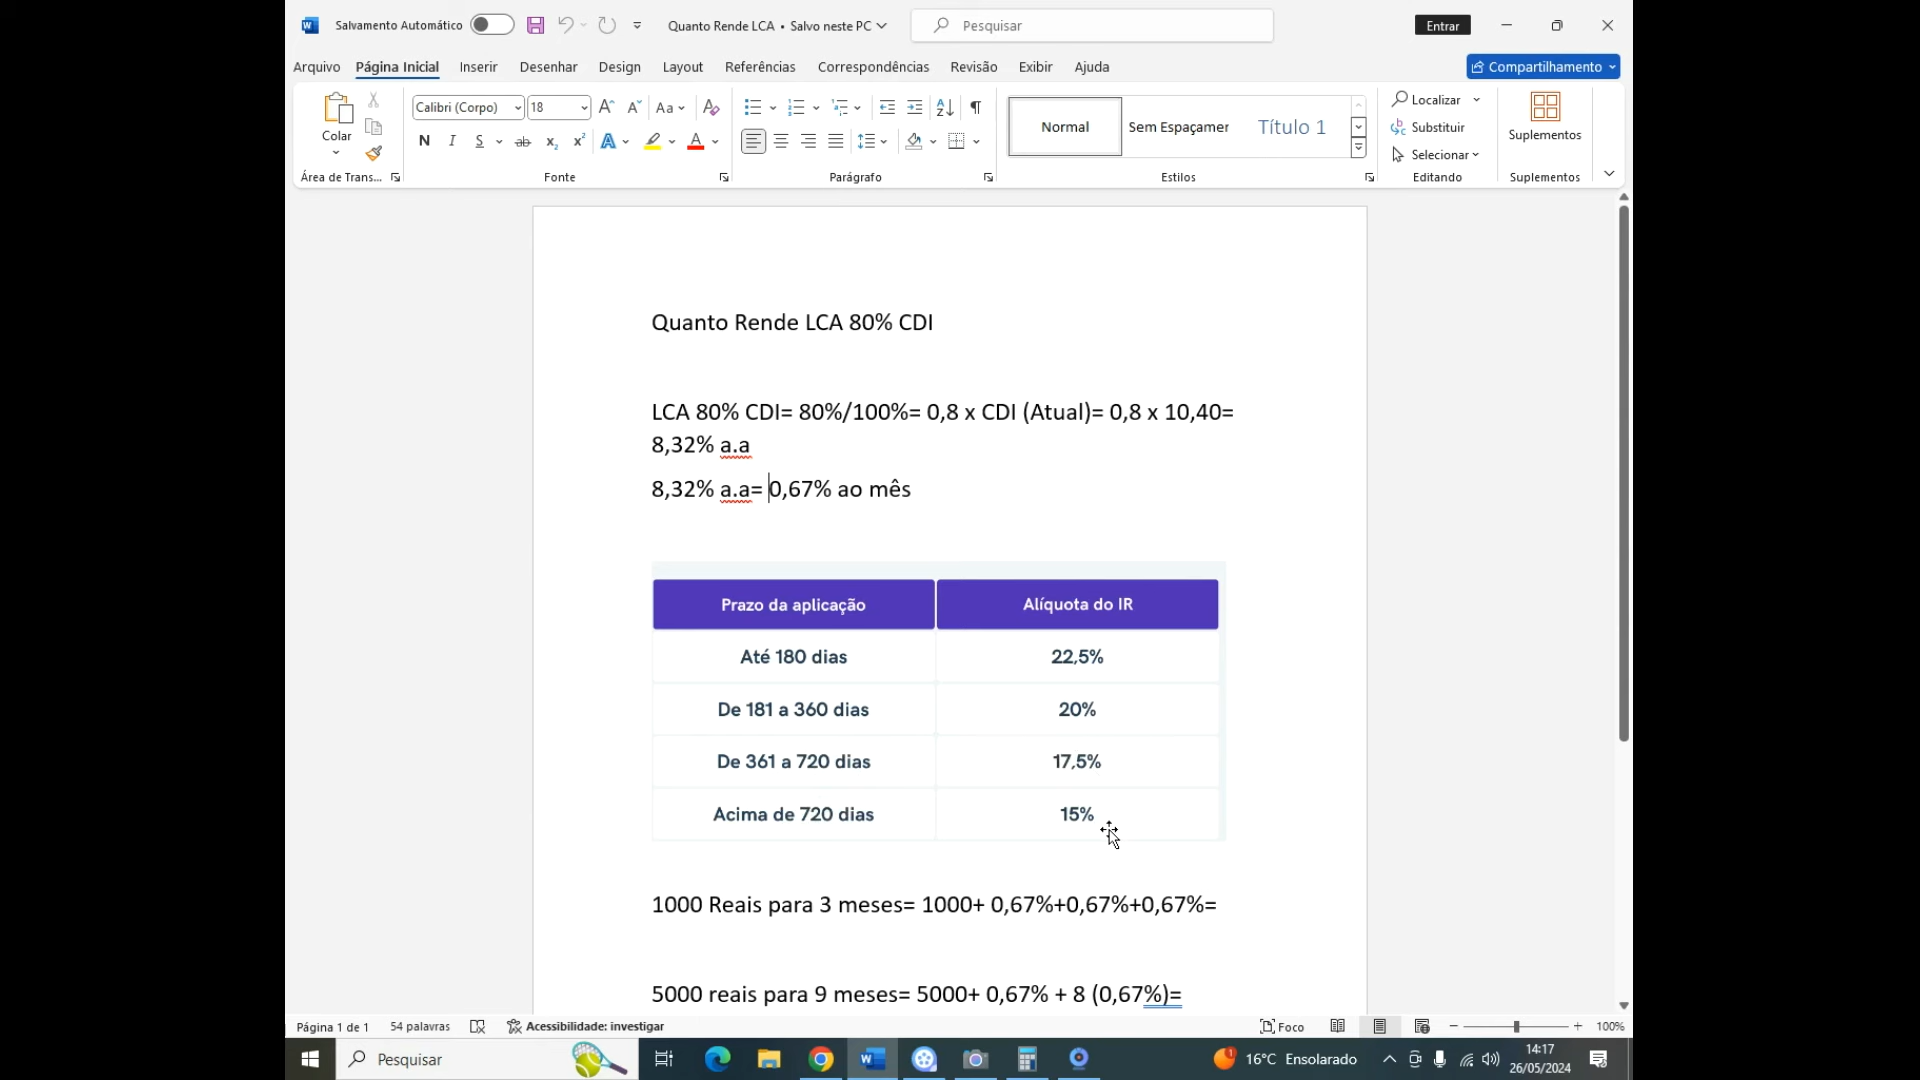 Salvamento Automático
Quanto Rende LCA • Salvo neste PC
Pesquisar
Entrar
Arquivo Página Inicial Inserir Desenhar Design Layout Referências Correspondências Revisão Exibir Ajuda
Compartilhamento
Colar
Calibri (Corpo) 18
Normal
Sem Espaçamer
Título 1
Localizar
Substituir
Selecionar
Suplementos
Área de Trans... Fonte Parágrafo Estilos Editando Suplementos
Quanto Rende LCA 80% CDI
LCA 80% CDI= 80%/100%= 0,8 x CDI (Atual)= 0,8 x 10,40=
8,32% a.a
8,32% a.a= 0,67% ao mês
Prazo da aplicação Alíquota do IR
Até 180 dias 22,5%
De 181 a 360 dias 20%
De 361 a 720 dias 17,5%
Acima de 720 dias 15%
1000 Reais para 3 meses= 1000+ 0,67%+0,67%+0,67%=
5000 reais para 9 meses= 5000+ 0,67% + 8 (0,67%)=
Página 1 de 1 54 palavras Acessibilidade: investigar Foco 100%
Pesquisar
16°C Ensolarado
14:17
26/05/2024